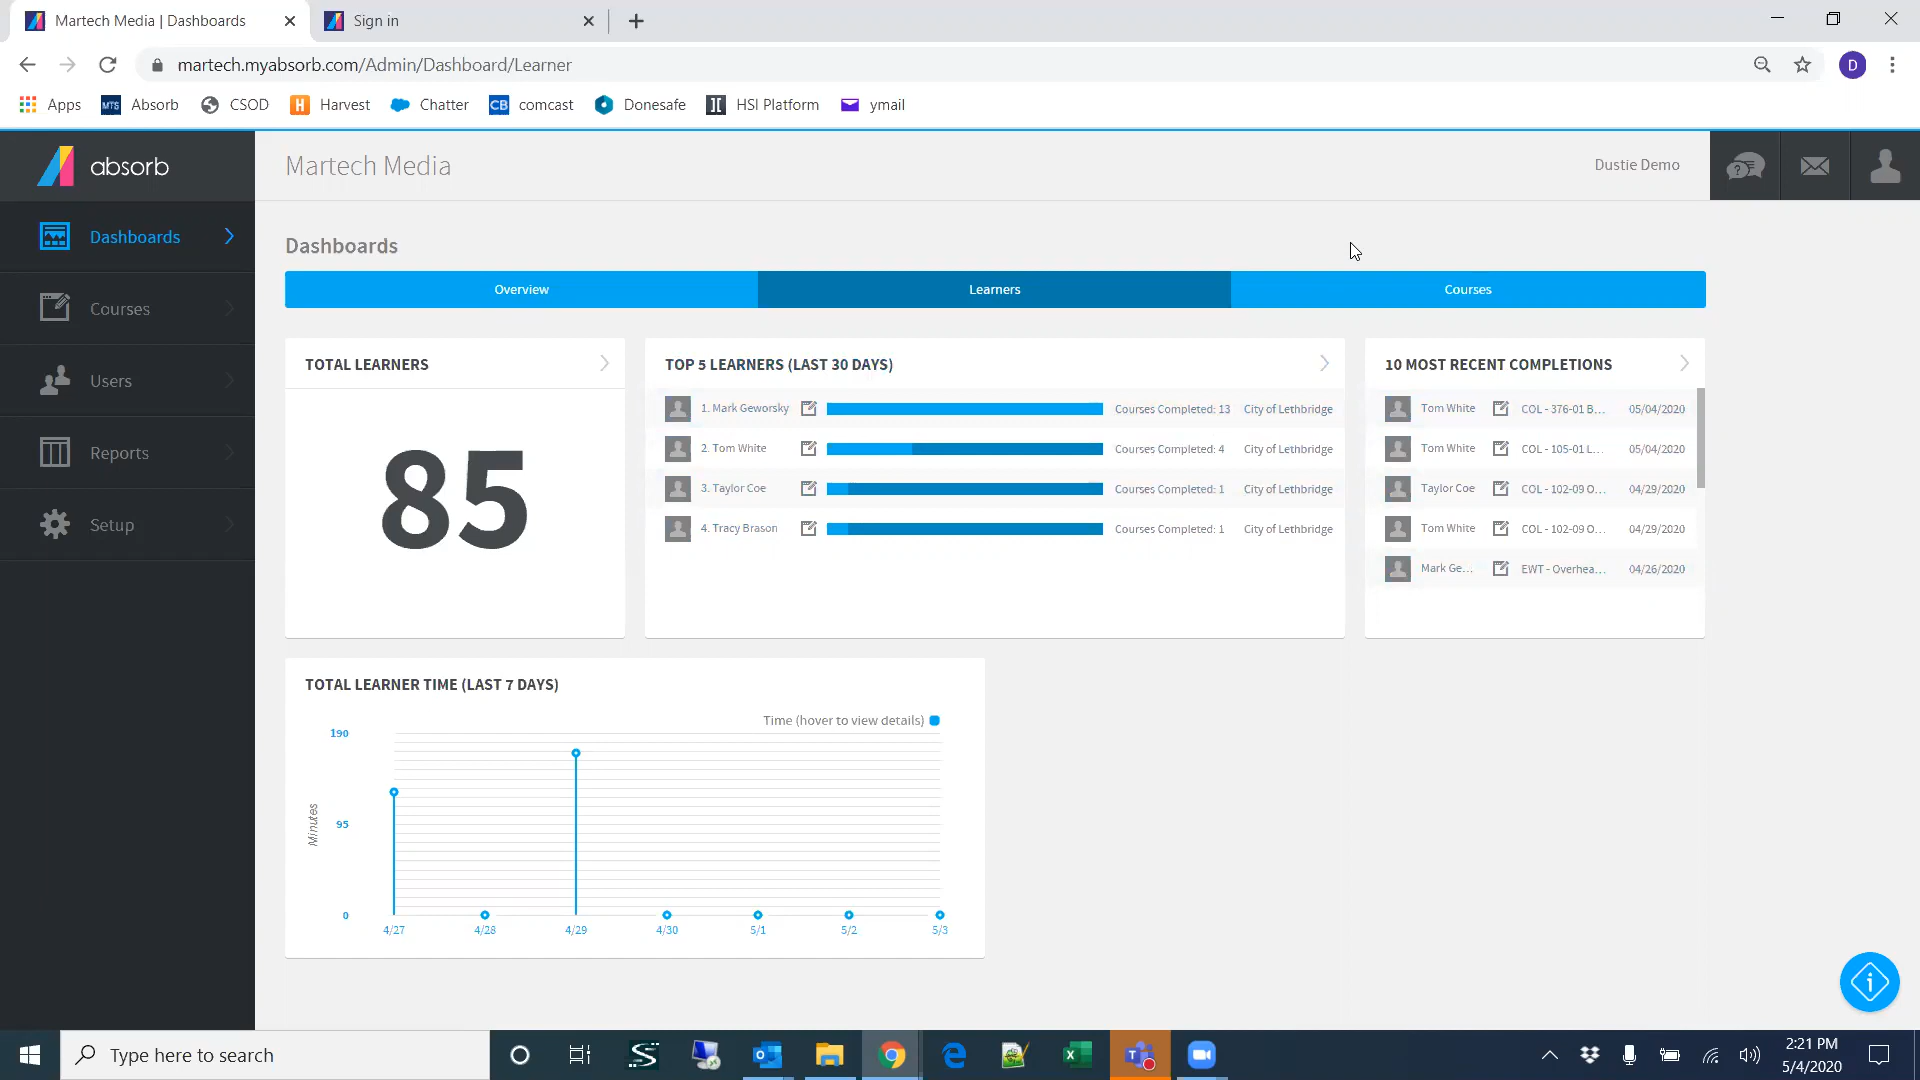 Martech Media | Dashboards
Sign in
martech.myabsorb.com/Admin/Dashboard/Learner
D
Apps
MTS Absorb
CSOD
H Harvest
Chatter
CB comcast
Donesafe
HSI Platform
ymail
absorb
Martech Media
Dustie Demo
Dashboards
Courses
Users
Reports
Setup
Dashboards
Overview
Learners
Courses
TOTAL LEARNERS
85
TOP 5 LEARNERS (LAST 30 DAYS)
1. Mark Geworsky Courses Completed: 13 City of Lethbridge
2. Tom White Courses Completed: 4 City of Lethbridge
3. Taylor Coe Courses Completed: 1 City of Lethbridge
4. Tracy Brason Courses Completed: 1 City of Lethbridge
10 MOST RECENT COMPLETIONS
Tom White COL - 376-01 B... 05/04/2020
Tom White COL - 105-01 L... 05/04/2020
Taylor Coe COL - 102-09 O... 04/29/2020
Tom White COL - 102-09 O... 04/29/2020
Mark Ge... EWT - Overhea... 04/26/2020
TOTAL LEARNER TIME (LAST 7 DAYS)
Time (hover to view details)
190
95
0
Minutes
4/27 4/28 4/29 4/30 5/1 5/2 5/3
Type here to search
2:21 PM
5/4/2020